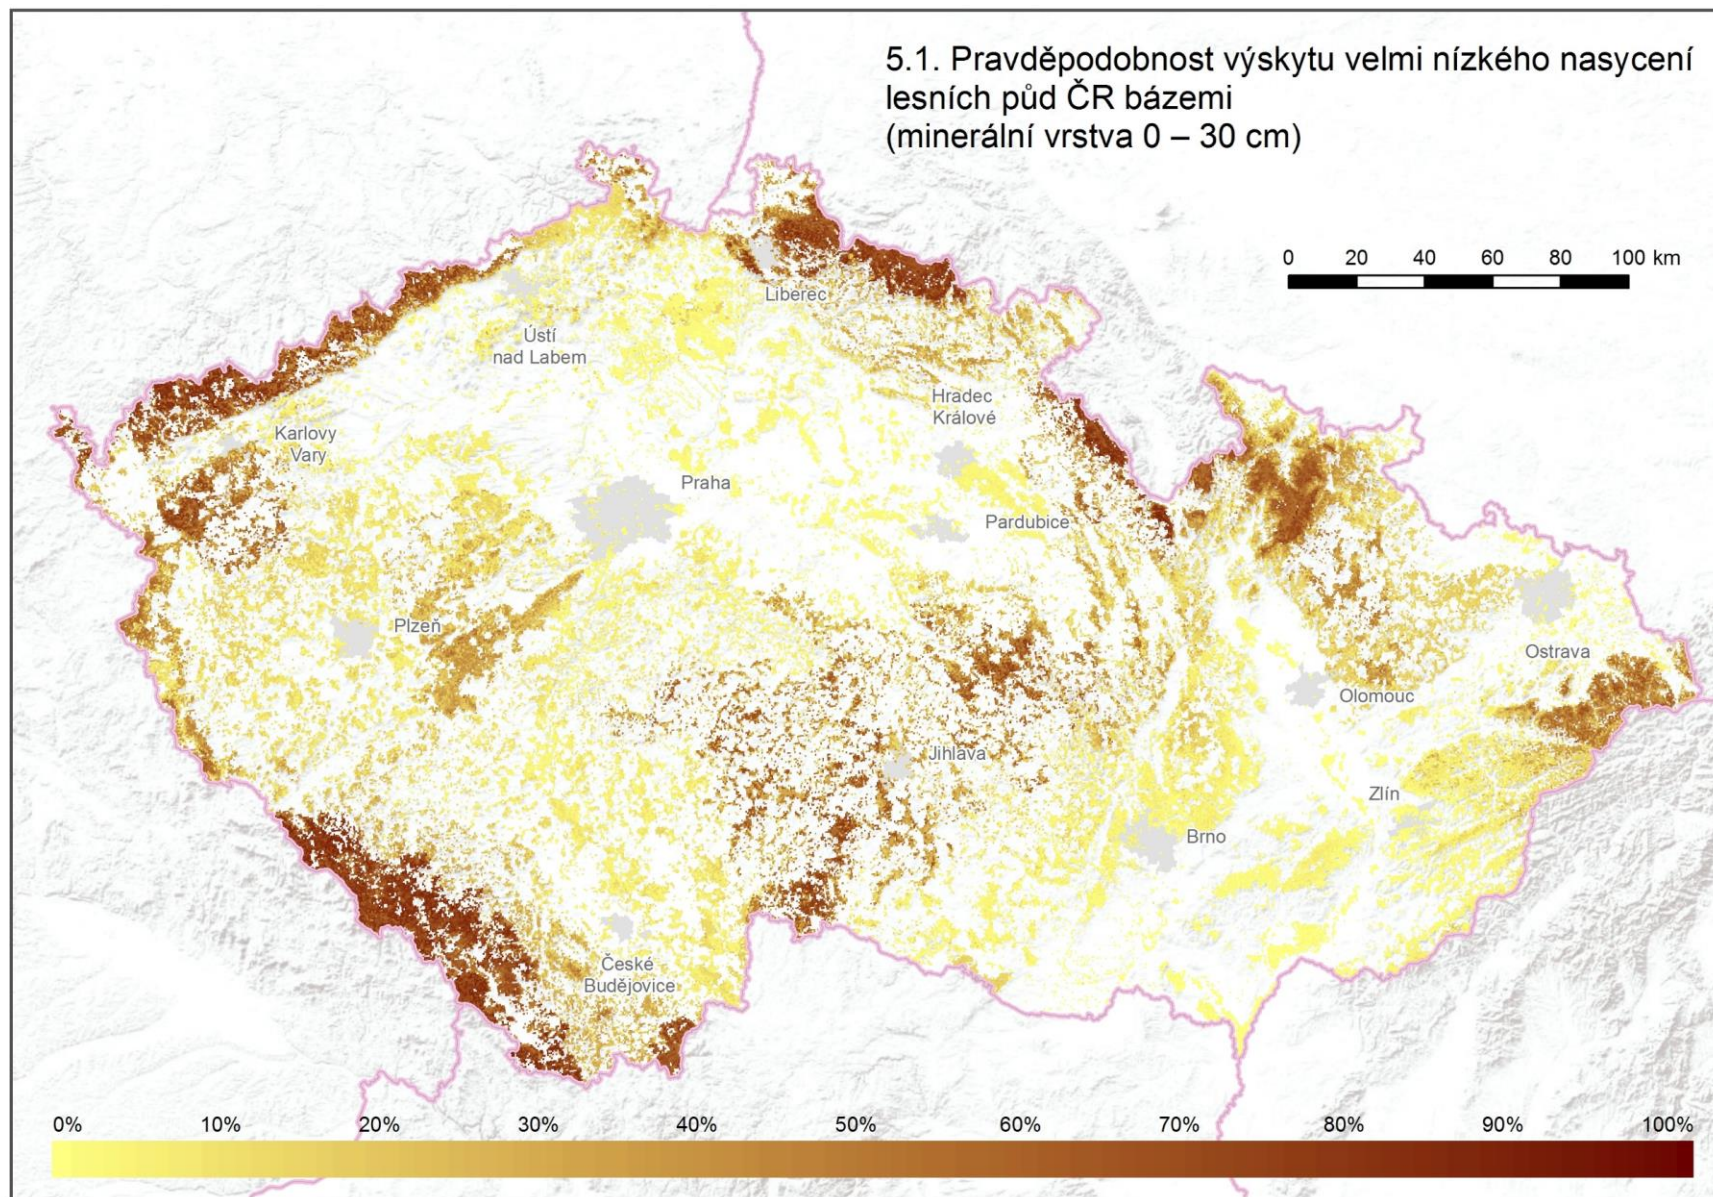 5.1. Pravděpodobnost výskytu velmi nízkého nasycení
lesních půd ČR bázemi
(minerální vrstva 0 – 30 cm)
0 20 40 60 80 100 km
Liberec
Ústí
nad Labem
Hradec
Králové
Karlovy
Vary
Praha
Pardubice
Plzeň
Ostrava
Olomouc
Jihlava
Zlín
Brno
České
Budějovice
0% 10% 20% 30% 40% 50% 60% 70% 80% 90% 100%